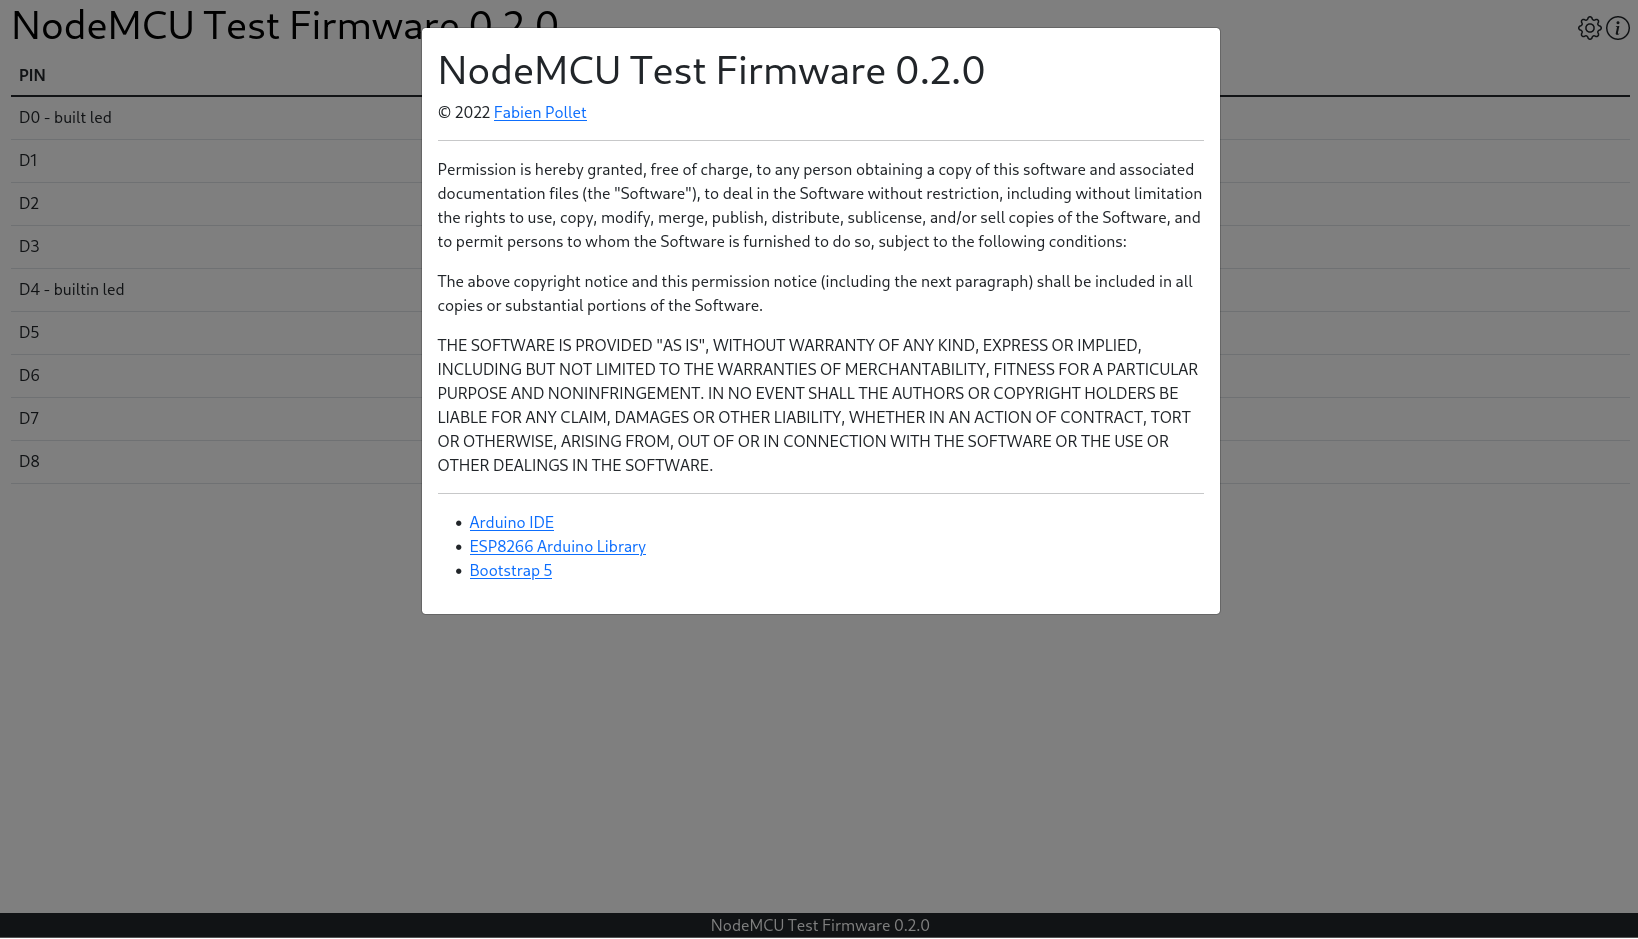 NodeMCU Test Firmware 0.2.0
PIN
D0 - built led
D1
D2
D3
D4 - builtin led
D5
D6
D7
D8
NodeMCU Test Firmware 0.2.0
© 2022 Fabien Pollet
Permission is hereby granted, free of charge, to any person obtaining a copy of this software and associated
documentation files (the "Software"), to deal in the Software without restriction, including without limitation
the rights to use, copy, modify, merge, publish, distribute, sublicense, and/or sell copies of the Software, and
to permit persons to whom the Software is furnished to do so, subject to the following conditions:
The above copyright notice and this permission notice (including the next paragraph) shall be included in all
copies or substantial portions of the Software.
THE SOFTWARE IS PROVIDED "AS IS", WITHOUT WARRANTY OF ANY KIND, EXPRESS OR IMPLIED,
INCLUDING BUT NOT LIMITED TO THE WARRANTIES OF MERCHANTABILITY, FITNESS FOR A PARTICULAR
PURPOSE AND NONINFRINGEMENT. IN NO EVENT SHALL THE AUTHORS OR COPYRIGHT HOLDERS BE
LIABLE FOR ANY CLAIM, DAMAGES OR OTHER LIABILITY, WHETHER IN AN ACTION OF CONTRACT, TORT
OR OTHERWISE, ARISING FROM, OUT OF OR IN CONNECTION WITH THE SOFTWARE OR THE USE OR
OTHER DEALINGS IN THE SOFTWARE.
• Arduino IDE
• ESP8266 Arduino Library
• Bootstrap 5
NodeMCU Test Firmware 0.2.0